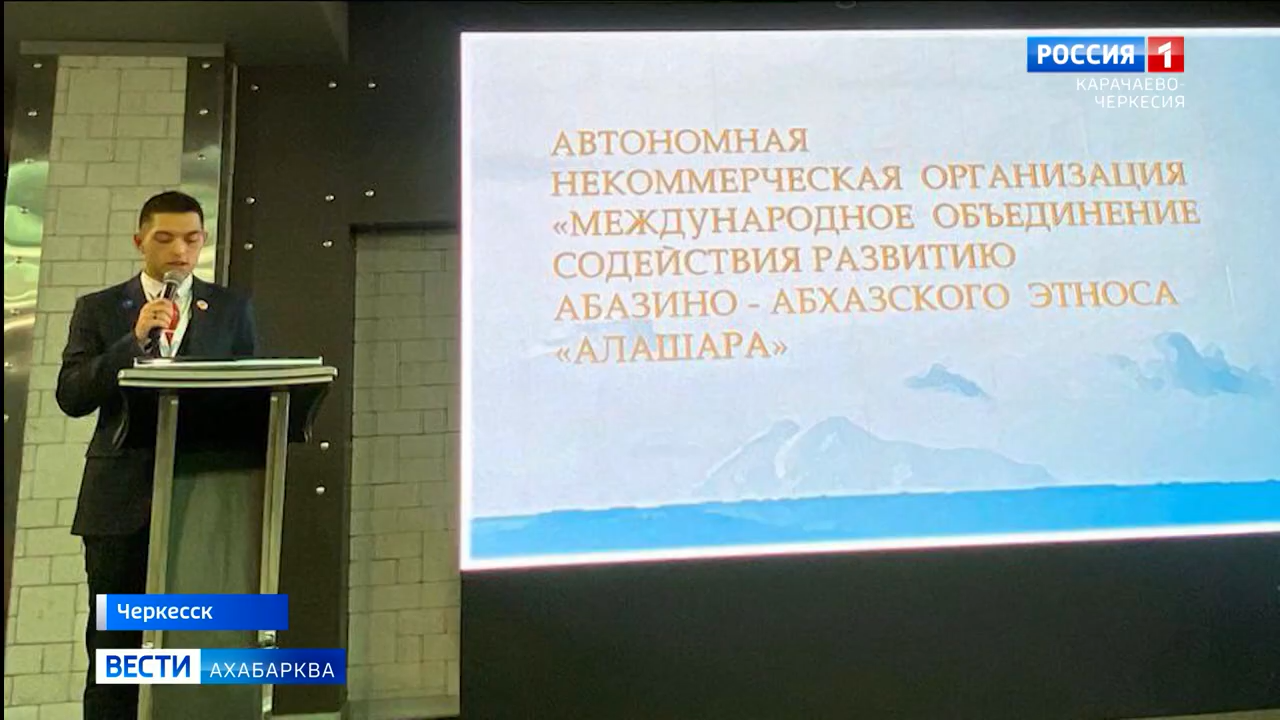 РОССИЯ 1
КАРАЧАЕВО-
ЧЕРКЕСИЯ
АВТОНОМНАЯ
НЕКОММЕРЧЕСКАЯ ОРГАНИЗАЦИЯ
«МЕЖДУНАРОДНОЕ ОБЪЕДИНЕНИЕ
СОДЕЙСТВИЯ РАЗВИТИЮ
АБАЗИНО - АБХАЗСКОГО ЭТНОСА
«АЛАШАРА»
Черкесск
ВЕСТИ АХАБАРКВА